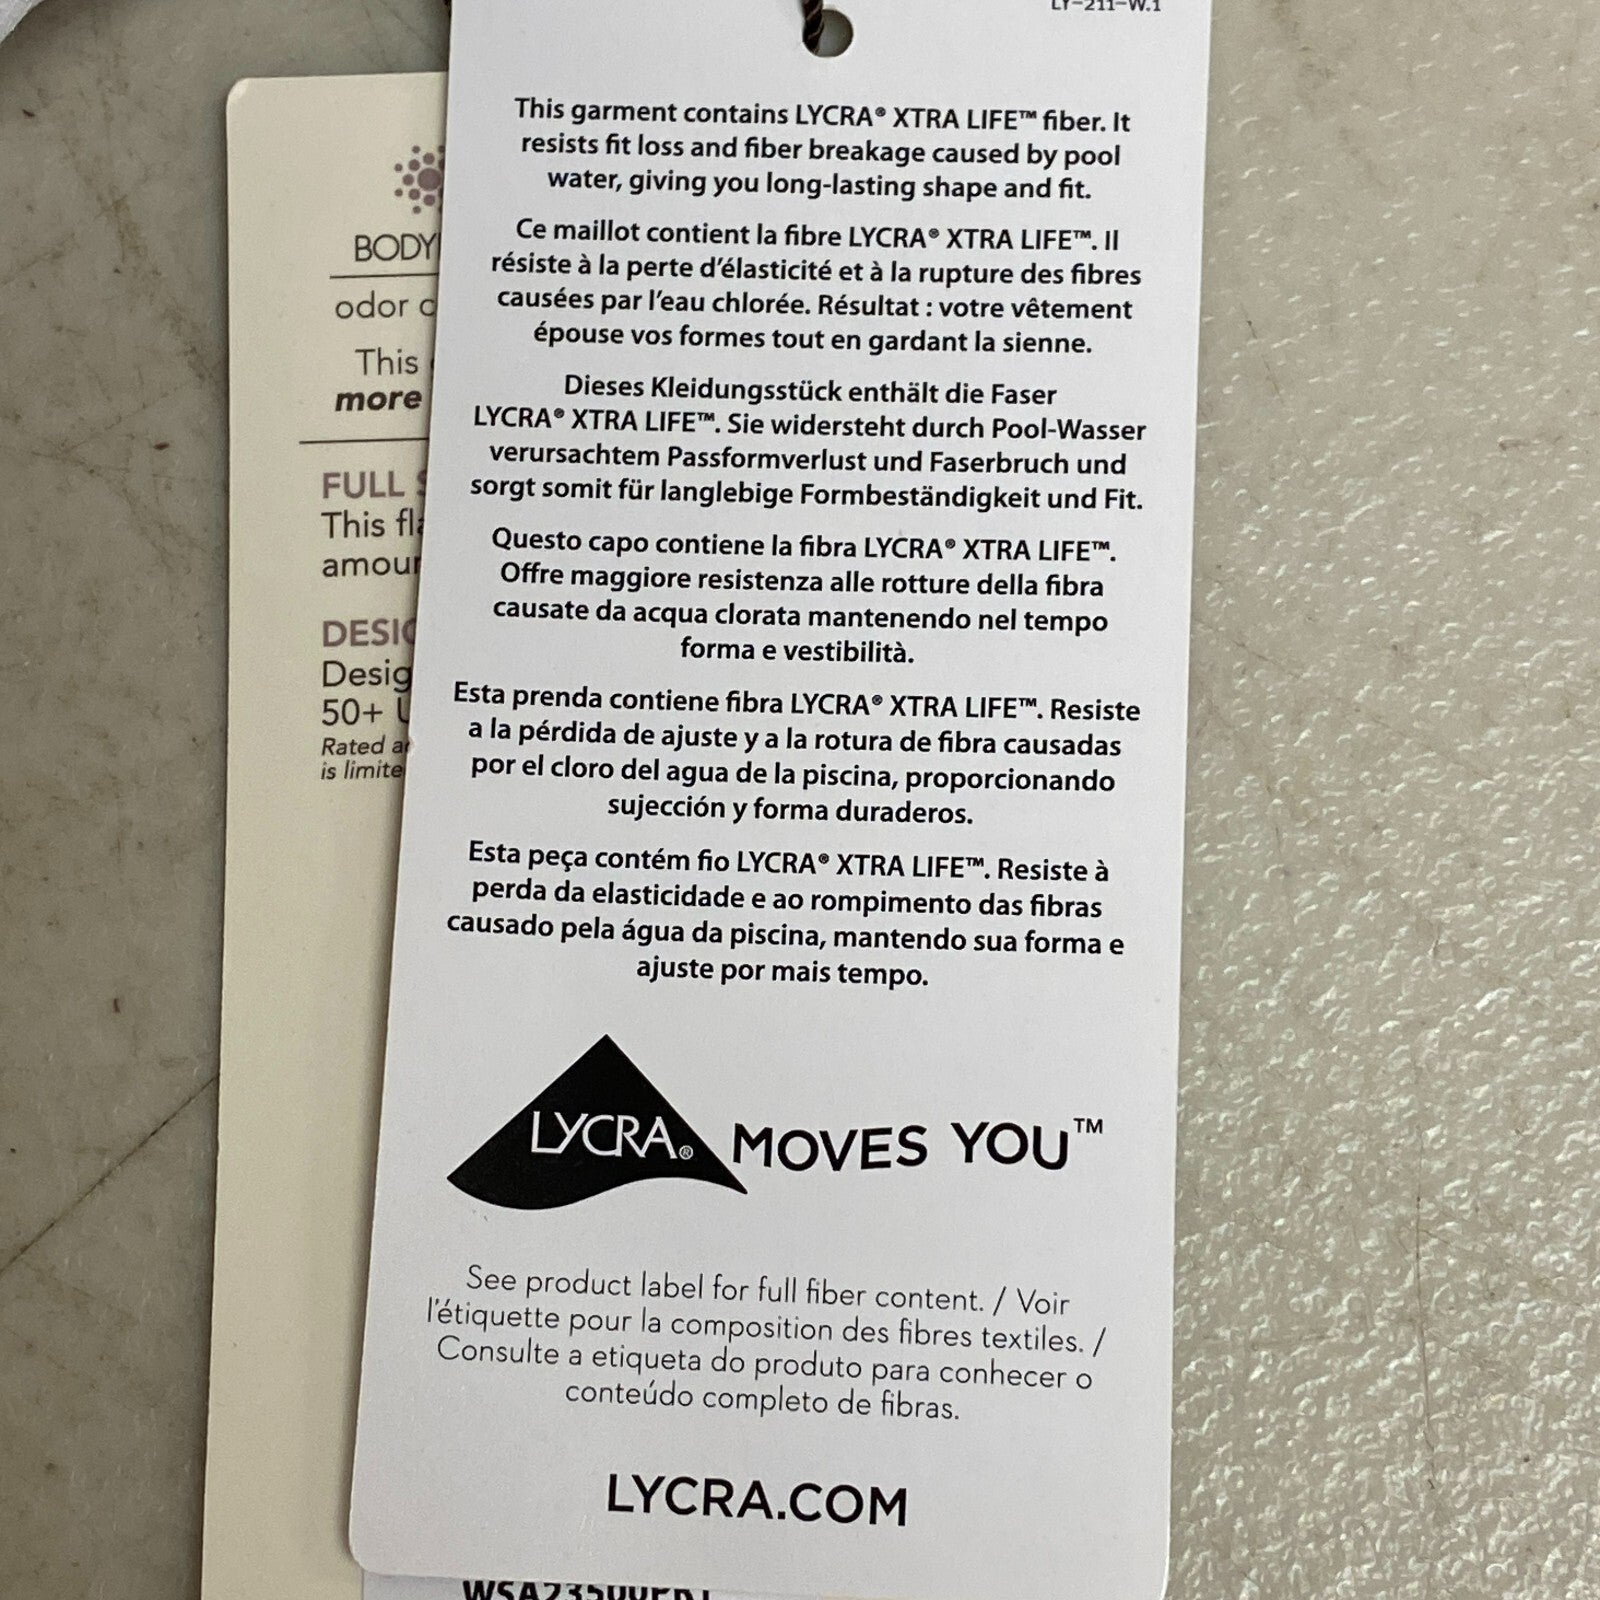 LY-211-W.1
This garment contains LYCRA® XTRA LIFE™ fiber. It
resists fit loss and fiber breakage caused by pool
water, giving you long-lasting shape and fit.
Ce maillot contient la fibre LYCRA® XTRA LIFE™. Il
résiste à la perte d'élasticité et à la rupture des fibres
causées par l'eau chlorée. Résultat : votre vêtement
épouse vos formes tout en gardant la sienne.
Dieses Kleidungsstück enthält die Faser
LYCRA® XTRA LIFE™. Sie widersteht durch Pool-Wasser
verursachtem Passformverlust und Faserbruch und
sorgt somit für langlebige Formbeständigkeit und Fit.
Questo capo contiene la fibra LYCRA® XTRA LIFE™.
Offre maggiore resistenza alle rotture della fibra
causate da acqua clorata mantenendo nel tempo
forma e vestibilità.
Esta prenda contiene fibra LYCRA® XTRA LIFE™. Resiste
a la pérdida de ajuste y a la rotura de fibra causadas
por el cloro del agua de la piscina, proporcionando
sujección y forma duraderos.
Esta peça contém fio LYCRA® XTRA LIFE™. Resiste à
perda da elasticidade e ao rompimento das fibras
causado pela água da piscina, mantendo sua forma e
ajuste por mais tempo.
LYCRA® MOVES YOU™
See product label for full fiber content. / Voir
l'étiquette pour la composition des fibres textiles. /
Consulte a etiqueta do produto para conhecer o
conteúdo completo de fibras.
LYCRA.COM
BODY
odor
This
more
FULL
This
DESIG
Desig
50+
Rated
is limite